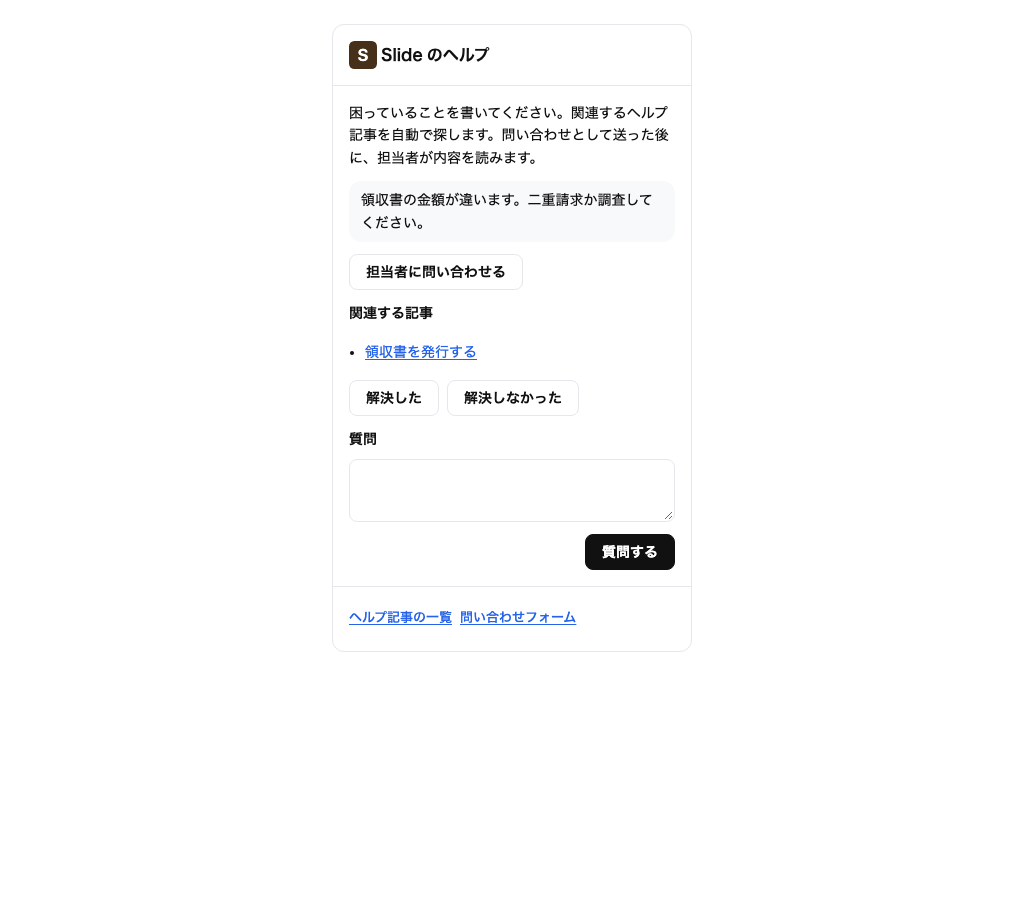 S Slide のヘルプ
困っていることを書いてください。関連するヘルプ
記事を自動で探します。問い合わせとして送った後
に、担当者が内容を読みます。
領収書の金額が違います。二重請求か調査して
ください。
担当者に問い合わせる
関連する記事
• 領収書を発行する
解決した 解決しなかった
質問
質問する
ヘルプ記事の一覧 問い合わせフォーム